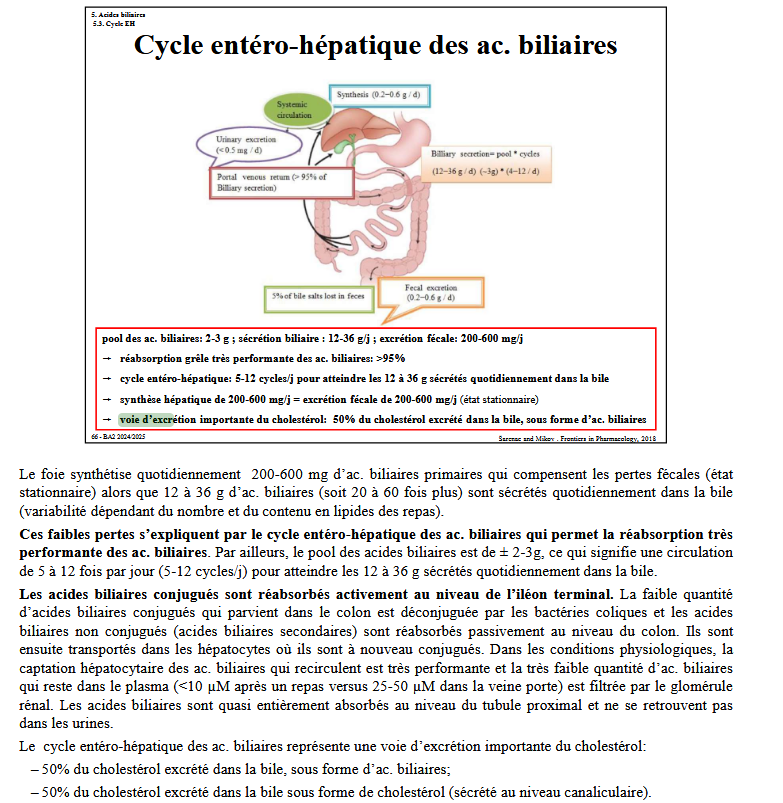 5. Acides biliaires
5.3. Cycle EH
Cycle entéro-hépatique des ac. biliaires
Synthesis (0.2–0.6 g / d)
Systemic
circulation
Urinary excretion
(<0.5 mg / d)
Billiary secretion= pool * cycles
(12–36 g / d) (~3g) * (4–12 / d)
Portal venous return (> 95% of
Billiary secretion)
5% of bile salts lost in feces
Fecal excretion
(0.2–0.6 g / d)
pool des ac. biliaires: 2-3 g ; sécrétion biliaire : 12-36 g/j ; excrétion fécale: 200-600 mg/j
→ réabsorption grêle très performante des ac. biliaires: >95%
→ cycle entéro-hépatique: 5-12 cycles/j pour atteindre les 12 à 36 g sécrétés quotidiennement dans la bile
→ synthèse hépatique de 200-600 mg/j = excrétion fécale de 200-600 mg/j (état stationnaire)
→ voie d’excrétion importante du cholestérol: 50% du cholestérol excrété dans la bile, sous forme d’ac. biliaires
66 - BA2 2024/2025
Sarenac and Mikov . Frontiers in Pharmacology, 2018
Le foie synthétise quotidiennement 200-600 mg d’ac. biliaires primaires qui compensent les pertes fécales (état
stationnaire) alors que 12 à 36 g d’ac. biliaires (soit 20 à 60 fois plus) sont sécrétés quotidiennement dans la bile
(variabilité dépendant du nombre et du contenu en lipides des repas).
Ces faibles pertes s’expliquent par le cycle entéro-hépatique des ac. biliaires qui permet la réabsorption très
performante des ac. biliaires. Par ailleurs, le pool des acides biliaires est de ± 2-3g, ce qui signifie une circulation
de 5 à 12 fois par jour (5-12 cycles/j) pour atteindre les 12 à 36 g sécrétés quotidiennement dans la bile.
Les acides biliaires conjugués sont réabsorbés activement au niveau de l’iléon terminal. La faible quantité
d’acides biliaires conjugués qui parvient dans le colon est déconjuguée par les bactéries coliques et les acides
biliaires non conjugués (acides biliaires secondaires) sont réabsorbés passivement au niveau du colon. Ils sont
ensuite transportés dans les hépatocytes où ils sont à nouveau conjugués. Dans les conditions physiologiques, la
captation hépatocytaire des ac. biliaires qui recirculent est très performante et la très faible quantité d’ac. biliaires
qui reste dans le plasma (<10 µM après un repas versus 25-50 µM dans la veine porte) est filtrée par le glomérule
rénal. Les acides biliaires sont quasi entièrement absorbés au niveau du tubule proximal et ne se retrouvent pas
dans les urines.
Le cycle entéro-hépatique des ac. biliaires représente une voie d’excrétion importante du cholestérol:
– 50% du cholestérol excrété dans la bile, sous forme d’ac. biliaires;
– 50% du cholestérol excrété dans la bile sous forme de cholestérol (sécrété au niveau canaliculaire).